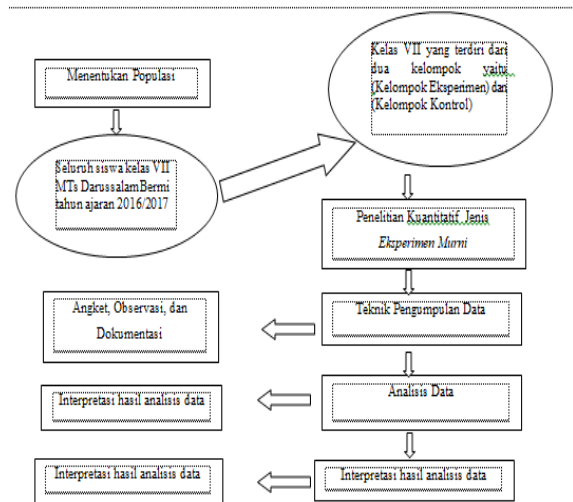 Menentukan Populasi
Seluruh siswa kelas VII
MTs Darussalam Bermi
tahun ajaran 2016/2017
Kelas VII yang terdiri dari
dua kelompok yaitu
(Kelompok Eksperimen) dan
(Kelompok Kontrol)
Penelitian Kuantitatif Jenis
Eksperimen Murni
Teknik Pengumpulan Data
Angket, Observasi, dan
Dokumentasi
Analisis Data
Interpretasi hasil analisis data
Interpretasi hasil analisis data
Interpretasi hasil analisis data